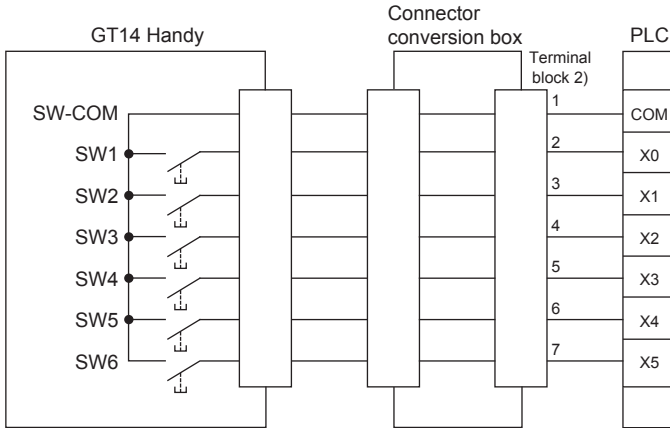 GT14 Handy
Connector
conversion box
PLC
Terminal
block 2)
SW-COM
1
COM
SW1
2
X0
SW2
3
X1
SW3
4
X2
SW4
5
X3
SW5
6
X4
SW6
7
X5